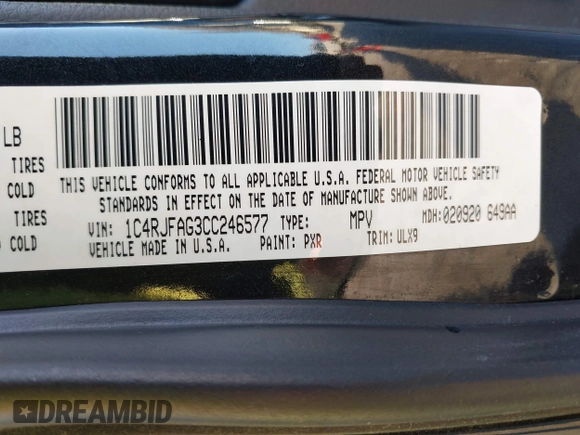 LB
TIRES
COLD
TIRES
COLD
THIS VEHICLE CONFORMS TO ALL APPLICABLE U.S.A. FEDERAL MOTOR VEHICLE SAFETY
STANDARDS IN EFFECT ON THE DATE OF MANUFACTURE SHOWN ABOVE.
VIN: 1C4RJFAG3CC246577 TYPE: MPV MDH:020920 649AA
VEHICLE MADE IN U.S.A. PAINT: PXR TRIM: ULX9
DREAMBID